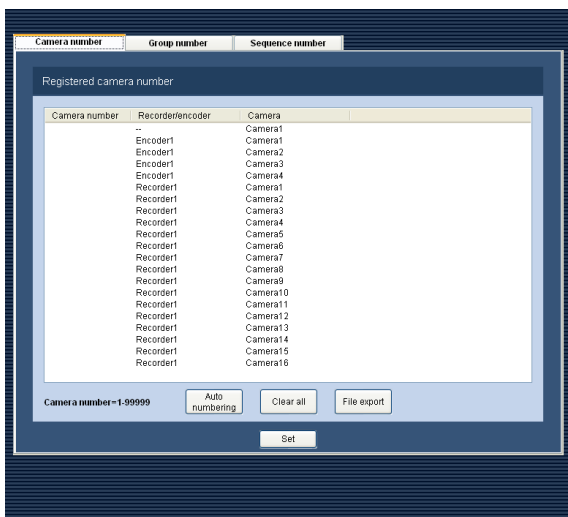 Camera number Group number Sequence number
Registered camera number
Camera number Recorder/encoder Camera
-- Camera1
Encoder1 Camera1
Encoder1 Camera2
Encoder1 Camera3
Encoder1 Camera4
Recorder1 Camera1
Recorder1 Camera2
Recorder1 Camera3
Recorder1 Camera4
Recorder1 Camera5
Recorder1 Camera6
Recorder1 Camera7
Recorder1 Camera8
Recorder1 Camera9
Recorder1 Camera10
Recorder1 Camera11
Recorder1 Camera12
Recorder1 Camera13
Recorder1 Camera14
Recorder1 Camera15
Recorder1 Camera16
Camera number=1-99999
Auto
numbering
Clear all
File export
Set